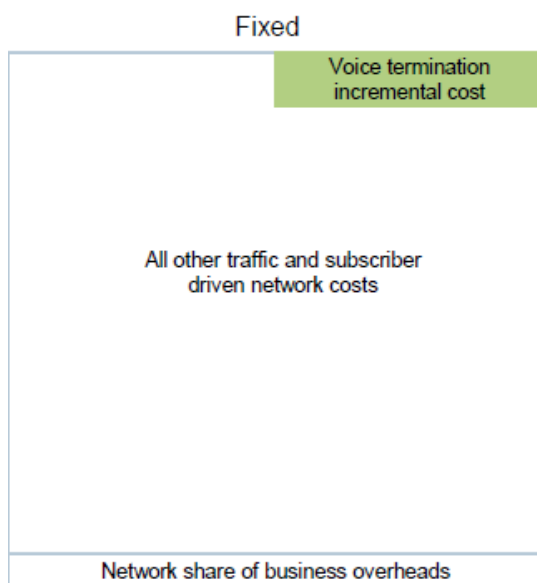 Fixed
Voice termination
incremental cost
All other traffic and subscriber
driven network costs
Network share of business overheads